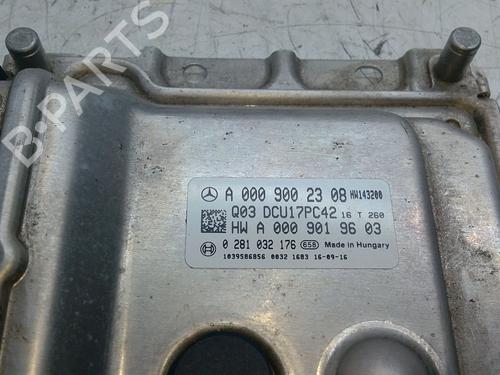 B-PARTS
A 000 900 23 08 HW143200
Q03 DCU17PC42 16 T 260
HW A 000 901 96 03
0 281 032 176 658 Made in Hungary
1039S86856 0032 1683 16-09-16